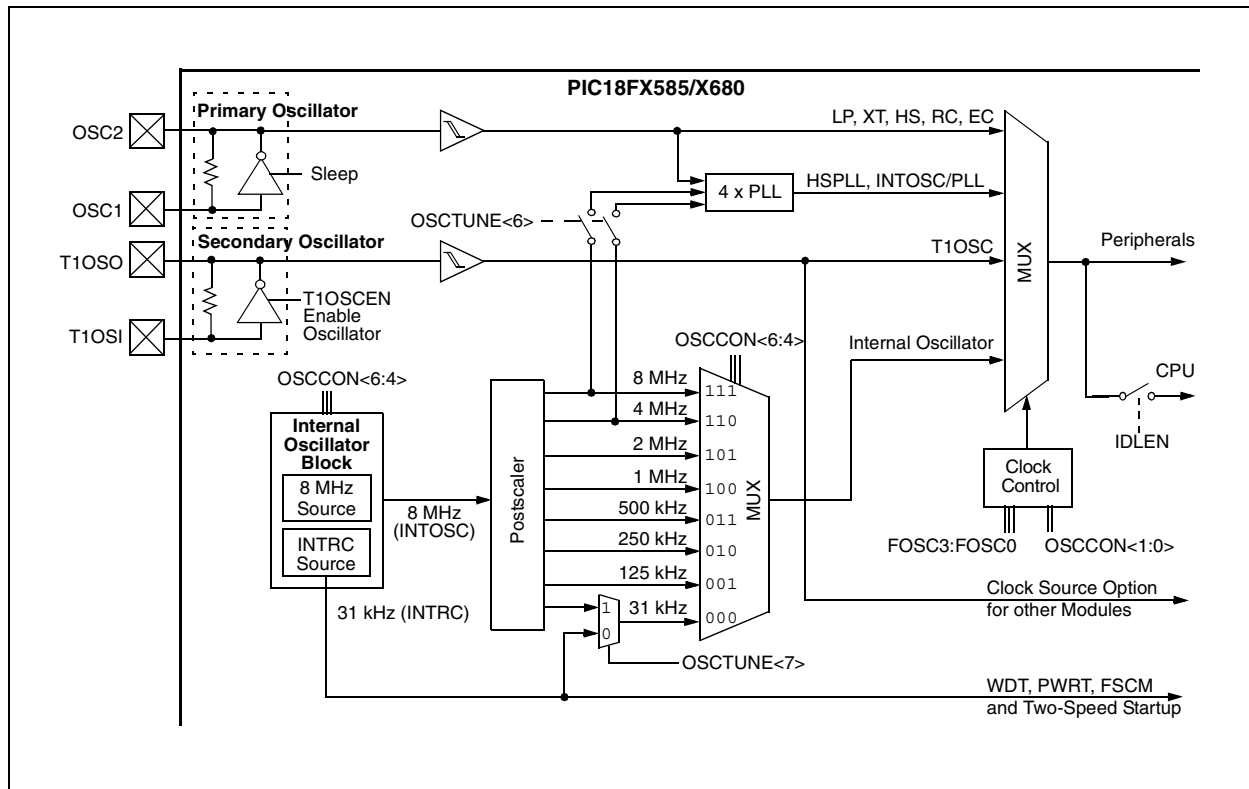 PIC18FX585/X680
Primary Oscillator
OSC2
Sleep
OSC1
LP, XT, HS, RC, EC
4 x PLL
HSPLL, INTOSC/PLL
OSCTUNE<6>
Secondary Oscillator
T1OSO
T1OSCEN
Enable
Oscillator
T1OSI
T1OSC
MUX
Peripherals
Internal Oscillator
CPU
IDLEN
Clock
Control
FOSC3:FOSC0
OSCCON<1:0>
OSCCON<6:4>
Internal
Oscillator
Block
8 MHz
Source
INTRC
Source
8 MHz
(INTOSC)
31 kHz (INTRC)
Postscaler
OSCCON<6:4>
8 MHz
111
4 MHz
110
2 MHz
101
1 MHz
100
500 kHz
011
250 kHz
010
125 kHz
001
1
0
31 kHz
000
MUX
OSCTUNE<7>
Clock Source Option
for other Modules
WDT, PWRT, FSCM
and Two-Speed Startup